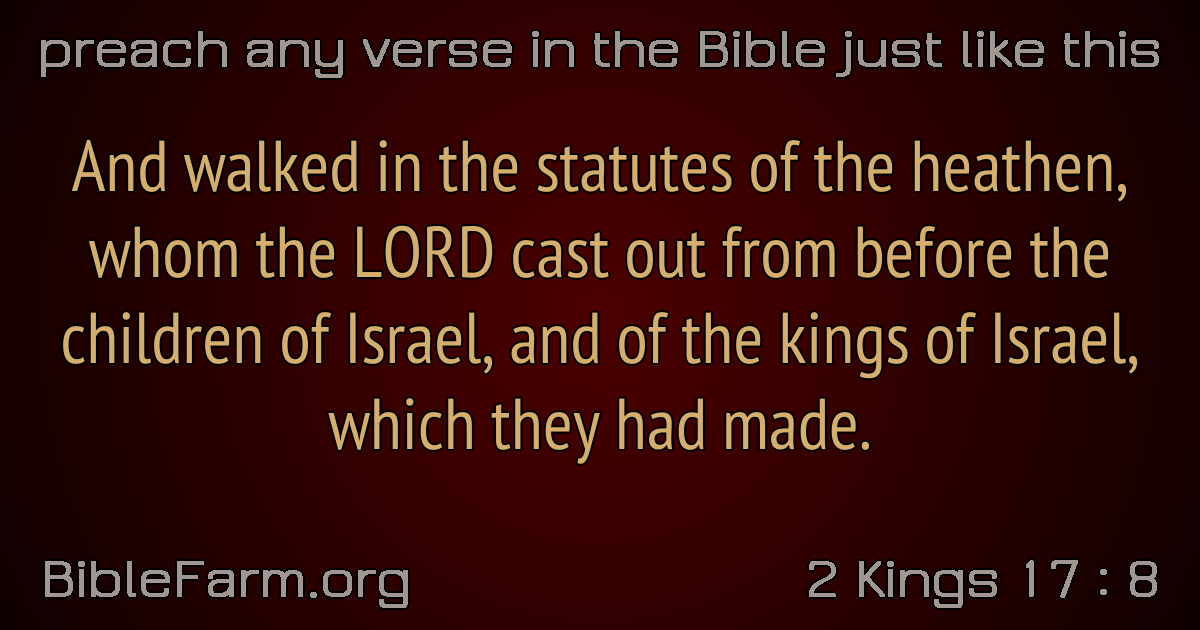 preach any verse in the Bible just like this
And walked in the statutes of the heathen,
whom the LORD cast out from before the
children of Israel, and of the kings of Israel,
which they had made.
BibleFarm.org
2 Kings 17 : 8